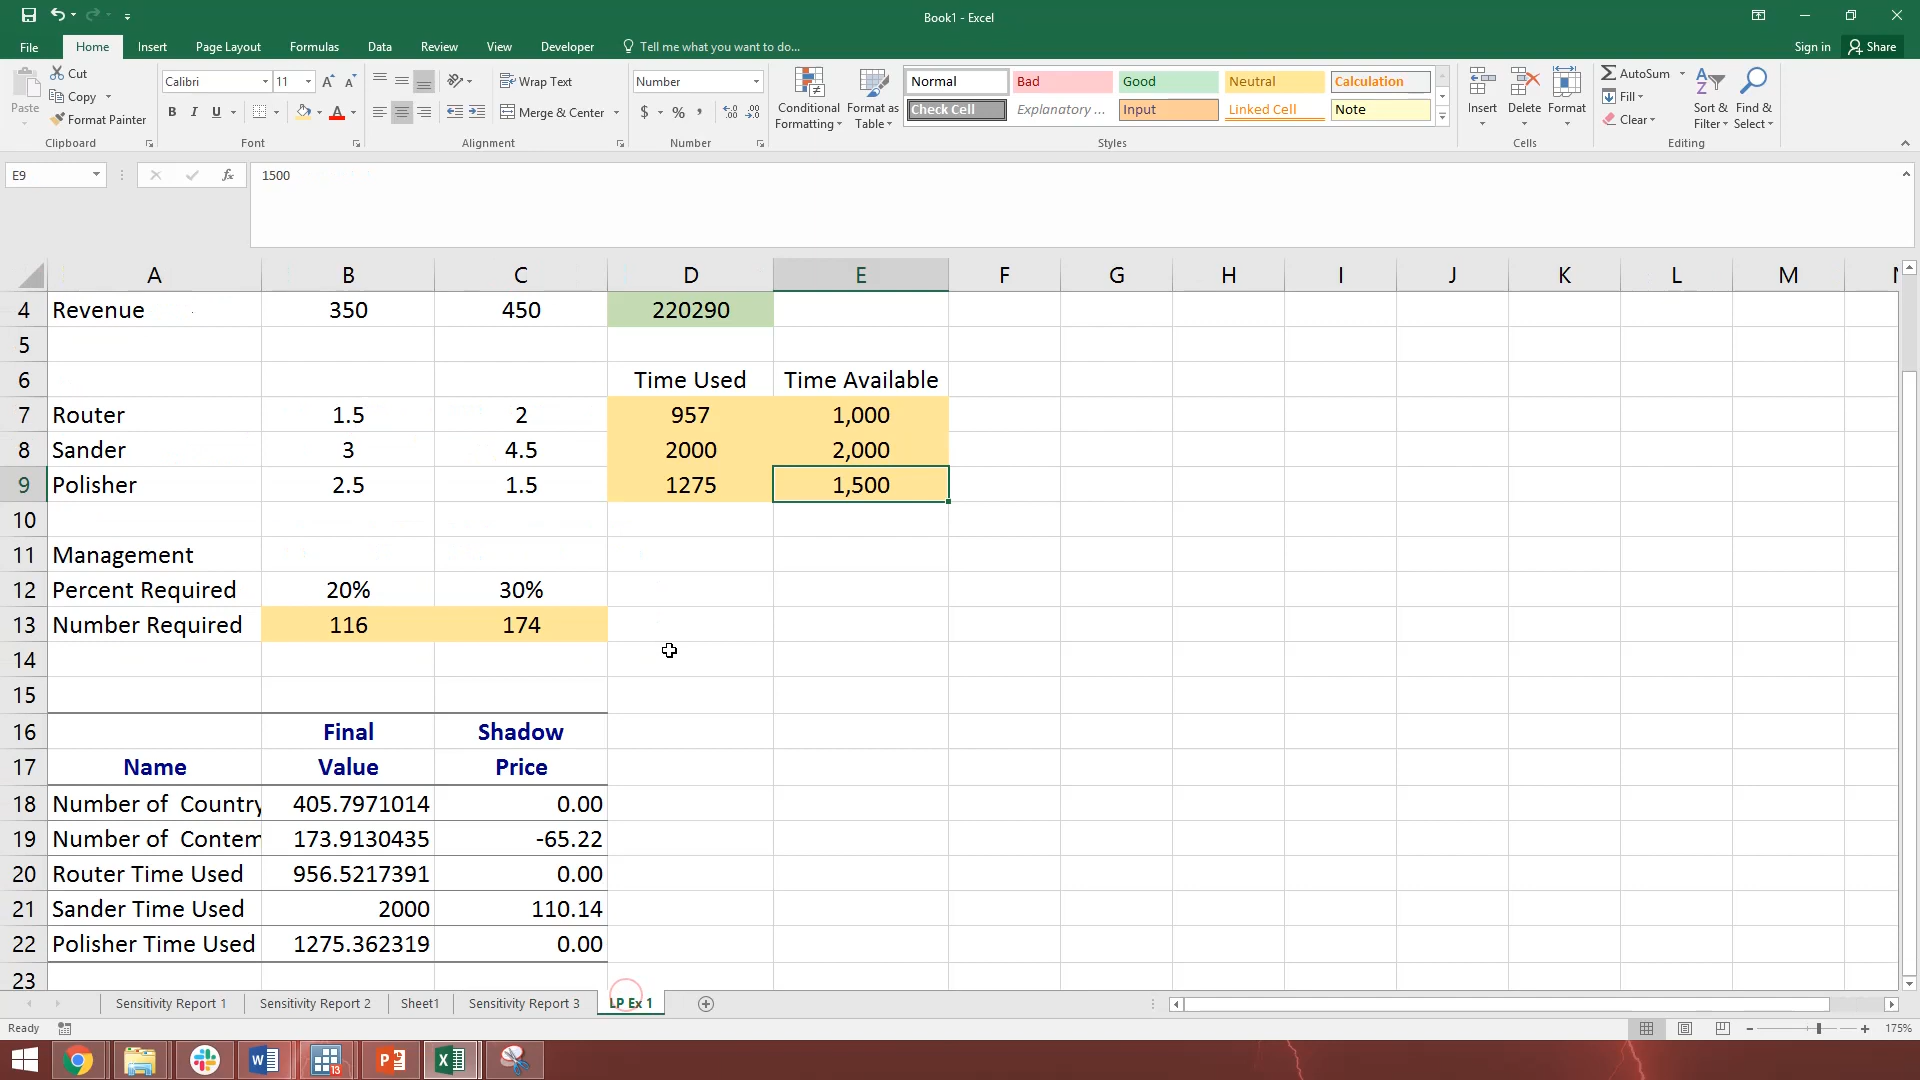 Book1 - Excel
File Home Insert Page Layout Formulas Data Review View Developer Tell me what you want to do... Sign in Share
Paste Cut Copy Format Painter Clipboard
Calibri 11 B I U A Font
Wrap Text Merge & Center Alignment
Number $ % , Number
Conditional Formatting Format as Table
Normal Bad Good Neutral Calculation
Check Cell Explanatory ... Input Linked Cell Note
Styles
Insert Delete Format Cells
AutoSum Fill Clear Sort & Filter Find & Select Editing
E9 fx 1500
A B C D E F G H I J K L M
4 Revenue 350 450 220290
5
6 Time Used Time Available
7 Router 1.5 2 957 1,000
8 Sander 3 4.5 2000 2,000
9 Polisher 2.5 1.5 1275 1,500
10
11 Management
12 Percent Required 20% 30%
13 Number Required 116 174
14
15
16 Final Shadow
17 Name Value Price
18 Number of Country 405.7971014 0.00
19 Number of Contem 173.9130435 -65.22
20 Router Time Used 956.5217391 0.00
21 Sander Time Used 2000 110.14
22 Polisher Time Used 1275.362319 0.00
23
Sensitivity Report 1 Sensitivity Report 2 Sheet1 Sensitivity Report 3 LP Ex 1
Ready 175%
13